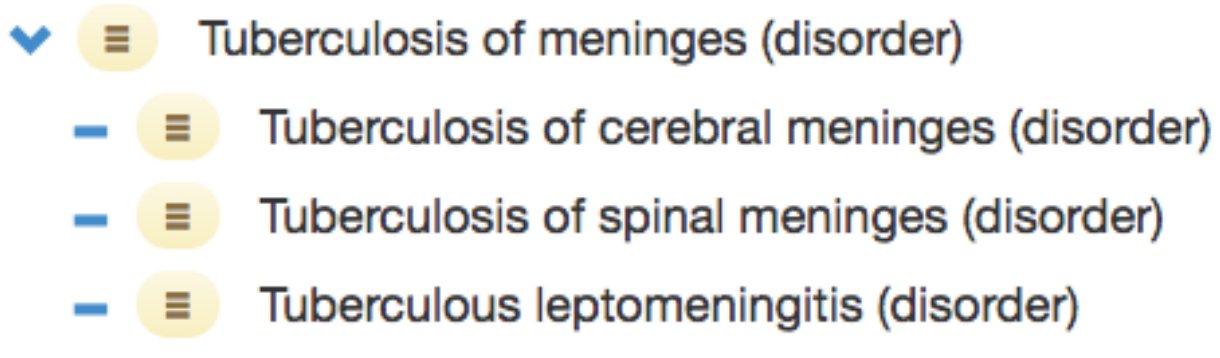 Tuberculosis of meninges (disorder)
Tuberculosis of cerebral meninges (disorder)
Tuberculosis of spinal meninges (disorder)
Tuberculous leptomeningitis (disorder)